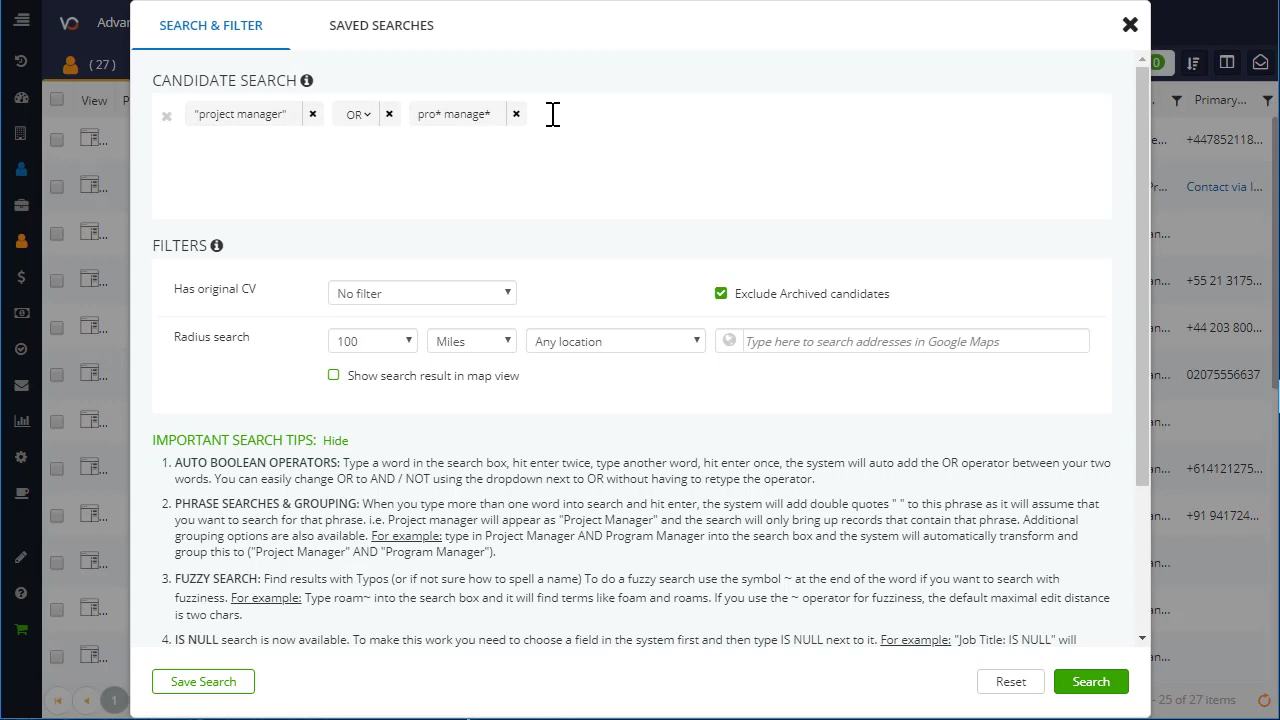 SEARCH & FILTER
SAVED SEARCHES
Advan
( 27 )
0
View
Primary...
CANDIDATE SEARCH
"project manager"
OR
pro* manage*
+447852118...
Contact via l...
+55 21 3175...
+44 203 800...
02075556637
+614121275...
+91 941724...
FILTERS
Has original CV
No filter
Exclude Archived candidates
Radius search
100
Miles
Any location
Type here to search addresses in Google Maps
Show search result in map view
IMPORTANT SEARCH TIPS: Hide
1. AUTO BOOLEAN OPERATORS: Type a word in the search box, hit enter twice, type another word, hit enter once, the system will auto add the OR operator between your two
words. You can easily change OR to AND / NOT using the dropdown next to OR without having to retype the operator.
2. PHRASE SEARCHES & GROUPING: When you type more than one word into search and hit enter, the system will add double quotes " " to this phrase as it will assume that
you want to search for that phrase. i.e. Project manager will appear as "Project Manager" and the search will only bring up records that contain that phrase. Additional
grouping options are also available. For example: type in Project Manager AND Program Manager into the search box and the system will automatically transform and
group this to ("Project Manager" AND "Program Manager").
3. FUZZY SEARCH: Find results with Typos (or if not sure how to spell a name) To do a fuzzy search use the symbol ~ at the end of the word if you want to search with
fuzziness. For example: Type roam~ into the search box and it will find terms like foam and roams. If you use the ~ operator for fuzziness, the default maximal edit distance
is two chars.
4. IS NULL search is now available. To make this work you need to choose a field in the system first and then type IS NULL next to it. For example: "Job Title: IS NULL" will
Save Search
Reset
Search
1
- 25 of 27 items